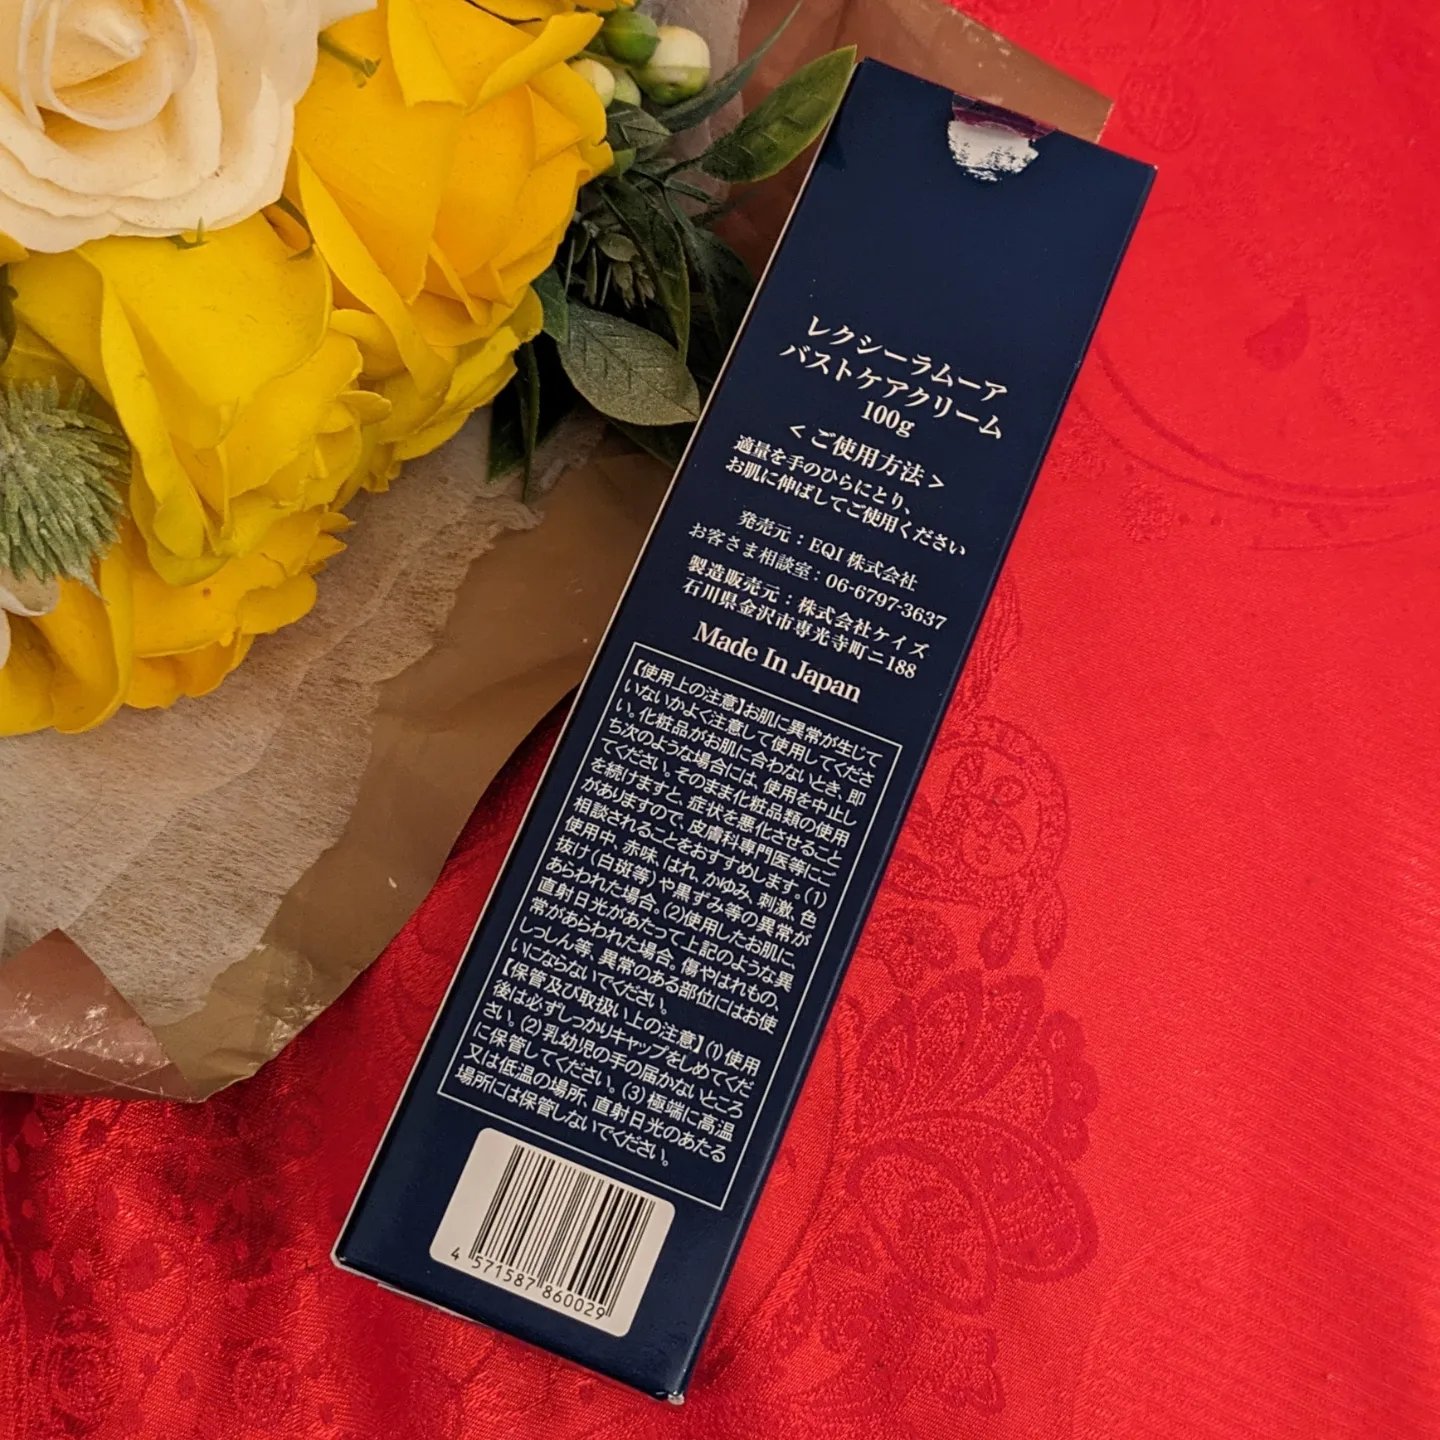 レクシーラムーア
バストケアクリーム
100g
＜ご使用方法＞
適量を手のひらにとり、
お肌に伸ばしてご使用ください
発売元：EQI 株式会社
お客さま相談室：06-6797-3637
製造販売元：株式会社ケイズ
石川県金沢市専光寺町ニ188
Made In Japan
【使用上の注意】お肌に異常が生じて
いないかよく注意して使用してくださ
い。化粧品がお肌に合わないとき、即
ち次のような場合には、使用を中止し
てください。そのまま化粧品類の使用
を続けますと、症状を悪化させること
がありますので、皮膚科専門医等にご
相談されることをおすすめします。(1)
使用中、赤味、はれ、かゆみ、刺激、色
抜け(白斑等)や黒ずみ等の異常が
あらわれた場合。(2)使用したお肌に、
直射日光があたって上記のような異
常があらわれた場合。傷やはれもの、
しっしん等、異常のある部位にはお使
いにならないでください。
【保管及び取扱い上の注意】(1)使用
後は必ずしっかりキャップをしめてくだ
さい。(2)乳幼児の手の届かないところ
に保管してください。(3)極端に高温
又は低温の場所、直射日光のあたる
場所には保管しないでください。
4 571587 860029